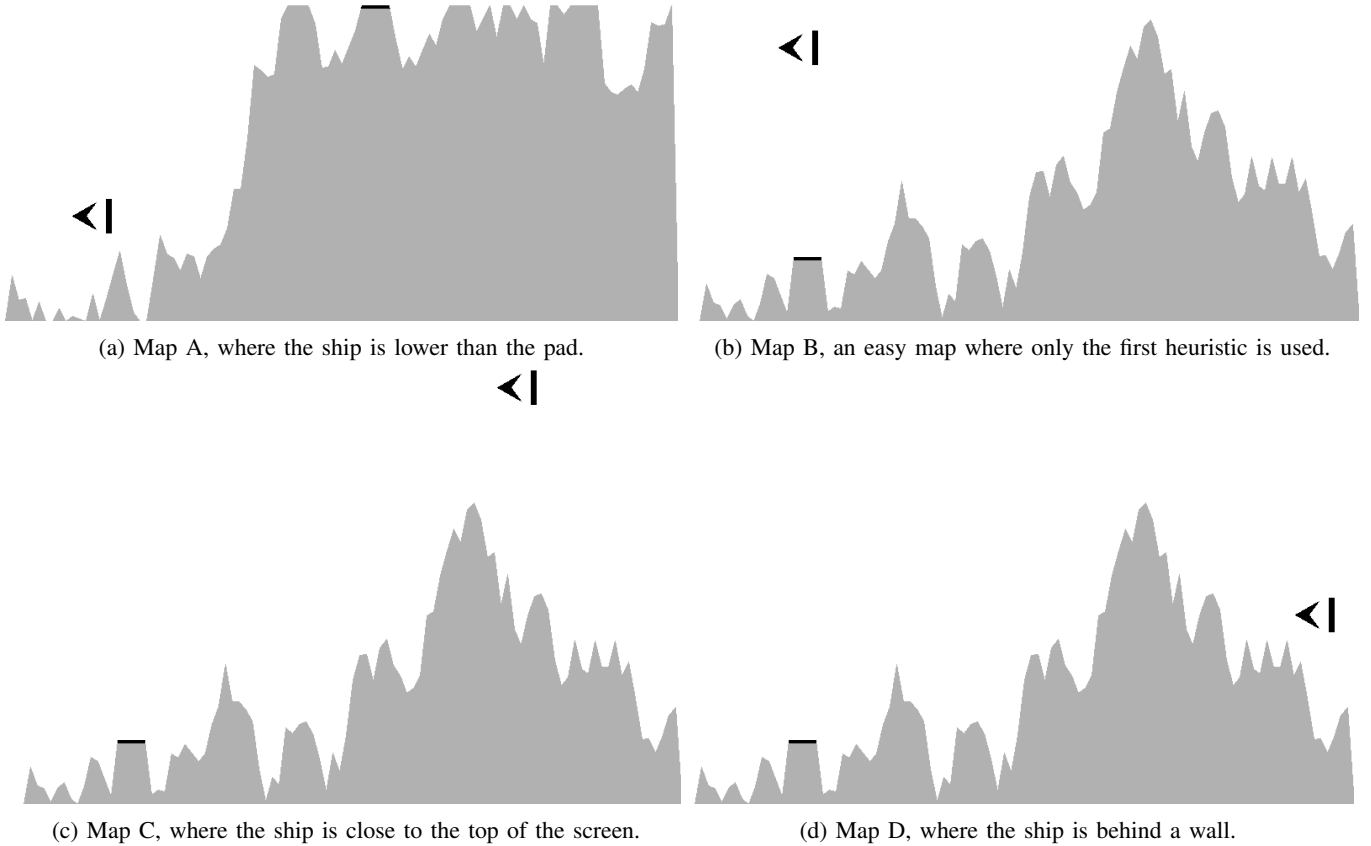 (a) Map A, where the ship is lower than the pad.
(b) Map B, an easy map where only the first heuristic is used.
(c) Map C, where the ship is close to the top of the screen.
(d) Map D, where the ship is behind a wall.